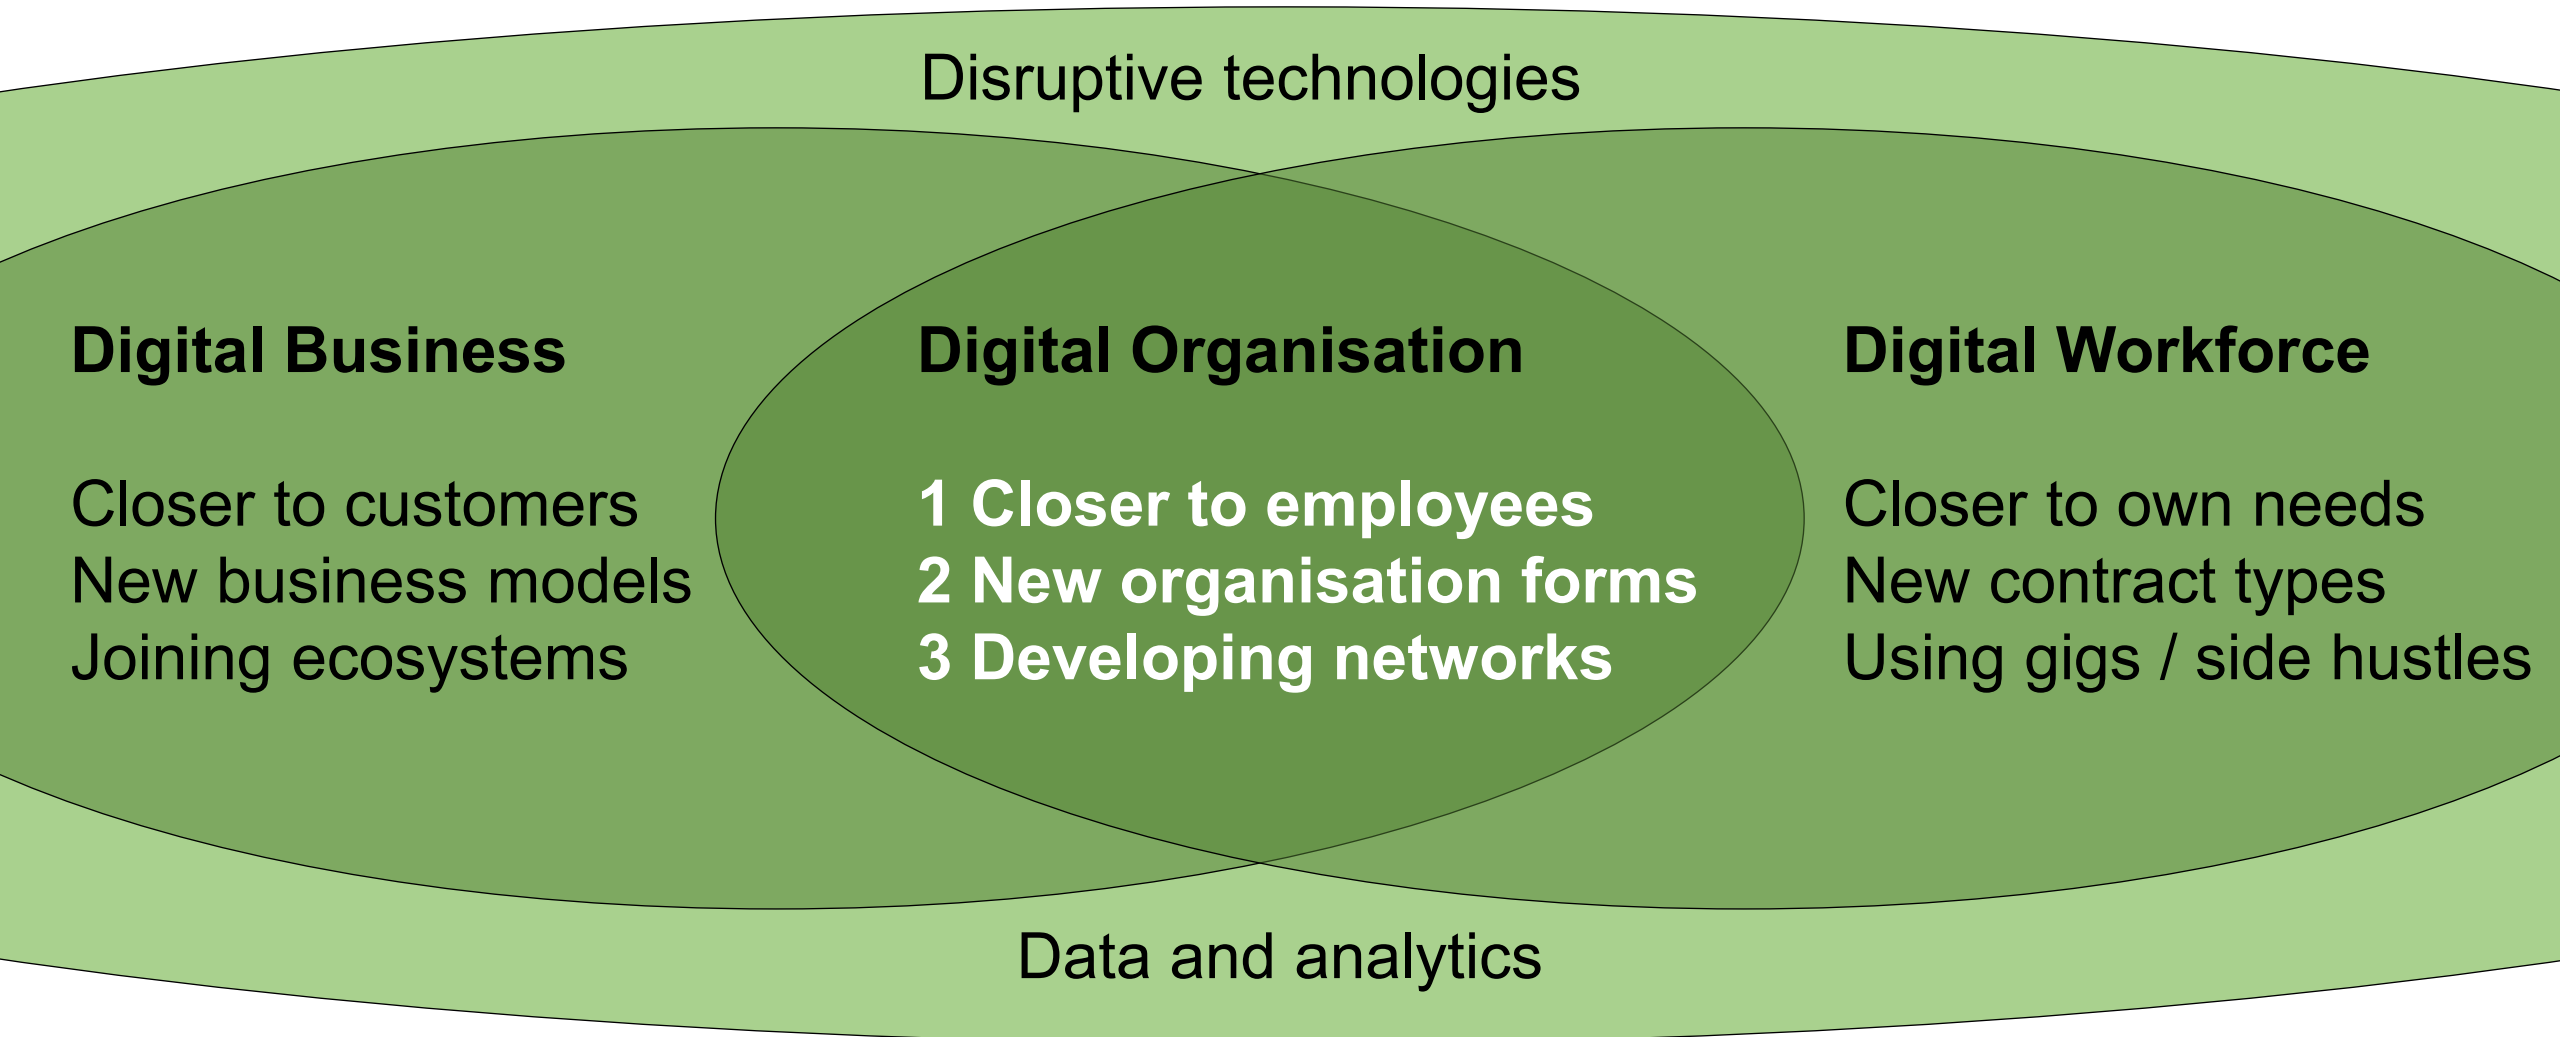 Disruptive technologies
Digital Business
Closer to customers
New business models
Joining ecosystems
Digital Organisation
1 Closer to employees
2 New organisation forms
3 Developing networks
Digital Workforce
Closer to own needs
New contract types
Using gigs / side hustles
Data and analytics